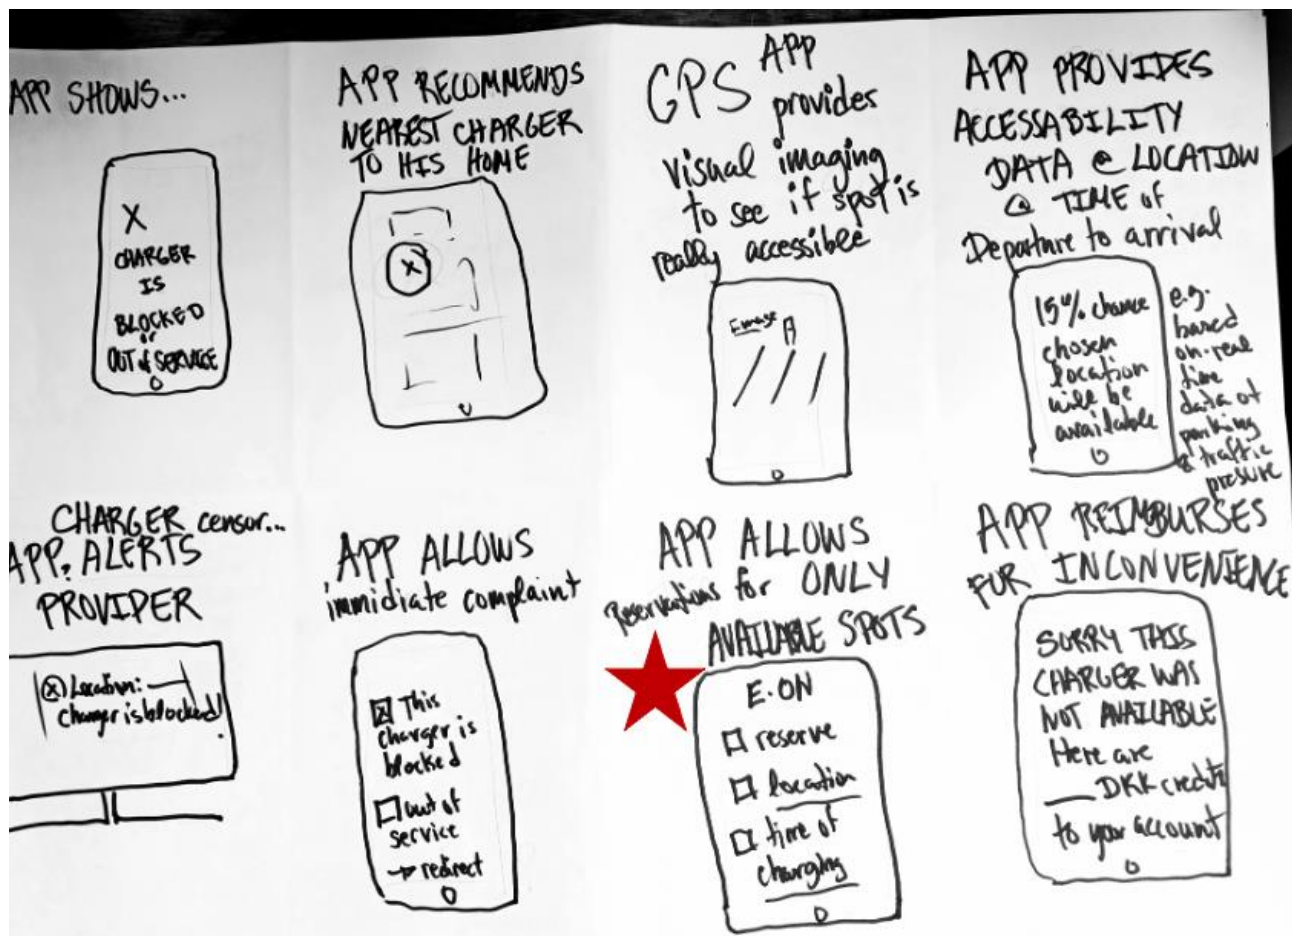 APP SHOWS...
X
CHARGER
IS
BLOCKED
or
OUT of SERVICE
APP RECOMMENDS
NEAREST CHARGER
TO HIS HOME
X
GPS APP
provides
visual imaging
to see if spot is
really accessible
Image
APP PROVIDES
ACCESSABILITY
DATA @ LOCATION
@ TIME of
Departure to arrival
15% chance
chosen
location
will be
available
e.g.
based
on-real
time
data of
parking
& traffic
presure
CHARGER censor...
APP. ALERTS
PROVIDER
X Location:
charger is blocked!
APP ALLOWS
immidiate complaint
This
charger is
blocked
out of
service
→ redirect
APP ALLOWS
Reservations for ONLY
AVAILABLE SPOTS
E.ON
reserve
location
time of
charging
APP REIMBURSES
FUR INCONVENIENCE
SORRY THIS
CHARGER WAS
NOT AVAILABLE
Here are
___ DKK credits
to your account